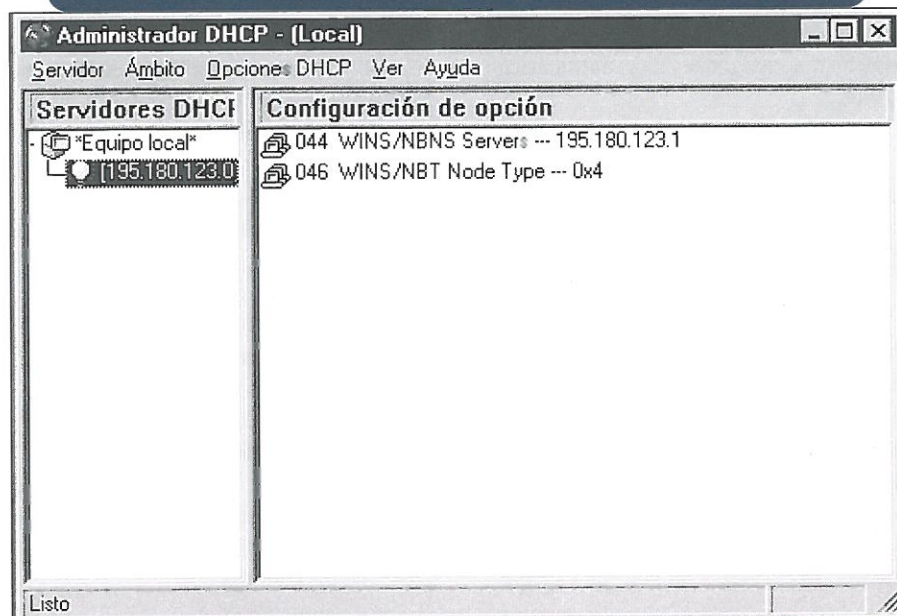 Administrador DHCP - (Local)
Servidor Ámbito Opciones DHCP Ver Ayuda
Servidores DHCP
Configuración de opción
*Equipo local*
[195.180.123.0]
044 WINS/NBNS Servers --- 195.180.123.1
046 WINS/NBT Node Type --- 0x4
Listo